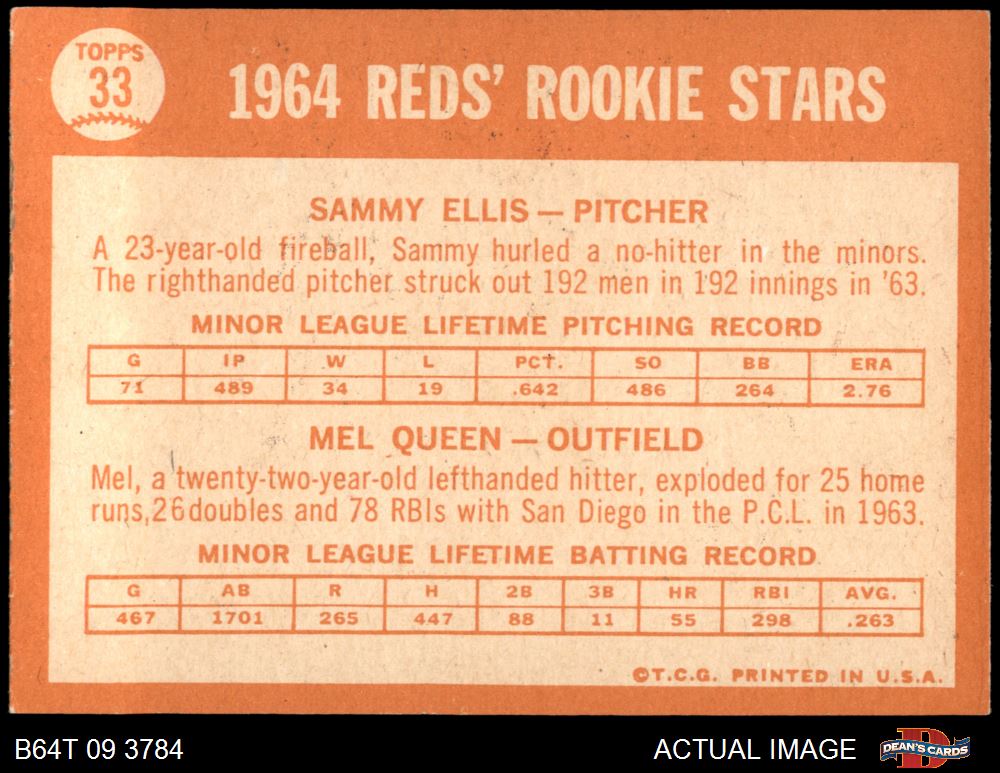 TOPPS
33
1964 REDS' ROOKIE STARS
SAMMY ELLIS — PITCHER
A 23-year-old fireball, Sammy hurled a no-hitter in the minors.
The righthanded pitcher struck out 192 men in 192 innings in '63.
MINOR LEAGUE LIFETIME PITCHING RECORD
G IP W L PCT. SO BB ERA
71 489 34 19 .642 486 264 2.76
MEL QUEEN — OUTFIELD
Mel, a twenty-two-year-old lefthanded hitter, exploded for 25 home
runs,26doubles and 78 RBIs with San Diego in the P.C.L. in 1963.
MINOR LEAGUE LIFETIME BATTING RECORD
G AB R H 2B 3B HR RBI AVG.
467 1701 265 447 88 11 55 298 .263
©T.C.G. PRINTED IN U.S.A.
B64T 09 3784 ACTUAL IMAGE DEAN'S CARDS